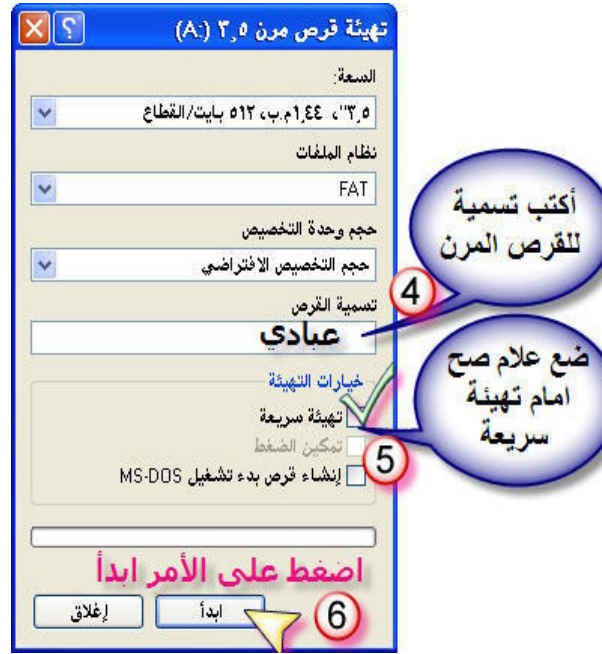 تهيئة قرص مرن ٣٫٥ (A:)
السعة:
٣٫٥"، ١٫٤٤م.ب، ٥١٢ بايت/القطاع
نظام الملفات
FAT
حجم وحدة التخصيص
حجم التخصيص الافتراضي
تسمية القرص
عبادي
أكتب تسمية
للقرص المرن
4
خيارات التهيئة
تهيئة سريعة
تمكين الضغط
إنشاء قرص بدء تشغيل MS-DOS
ضع علام صح
امام تهيئة
سريعة
5
اضغط على الأمر ابدأ
ابدأ
إغلاق
6